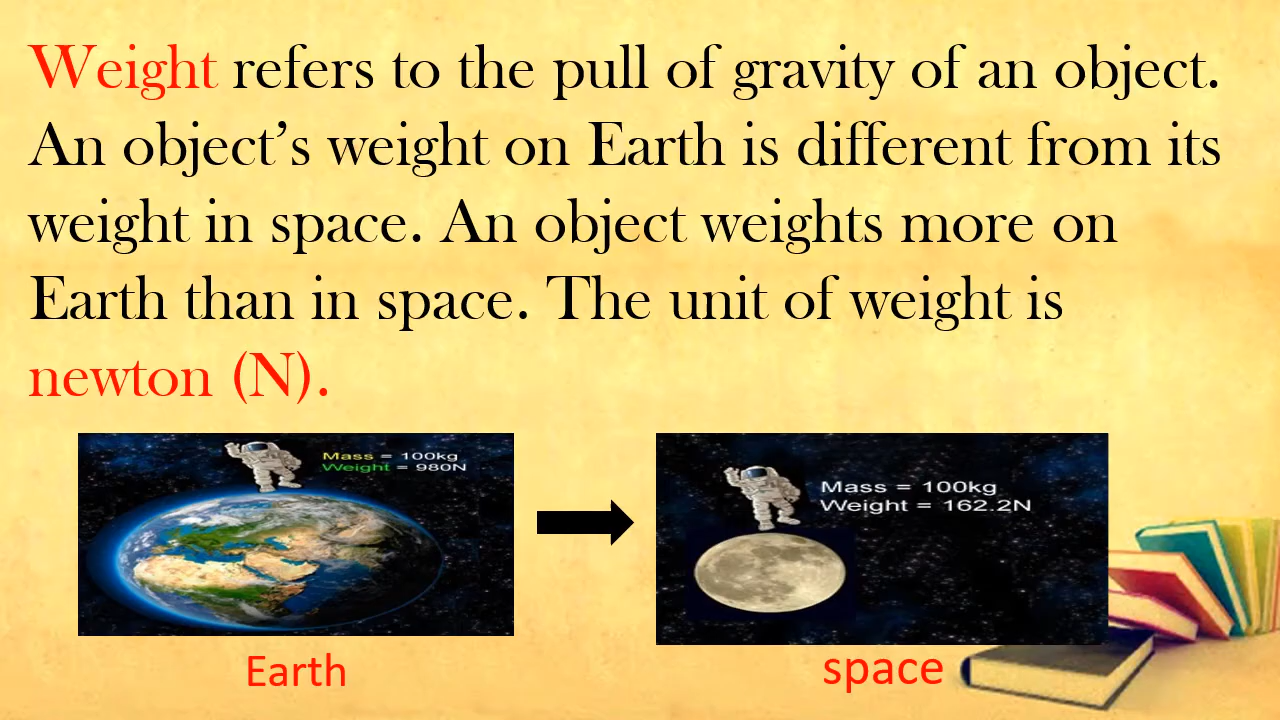 Weight refers to the pull of gravity of an object.
An object’s weight on Earth is different from its
weight in space. An object weights more on
Earth than in space. The unit of weight is
newton (N).
Mass = 100kg
Weight = 980N
Mass = 100kg
Weight = 162.2N
Earth
space